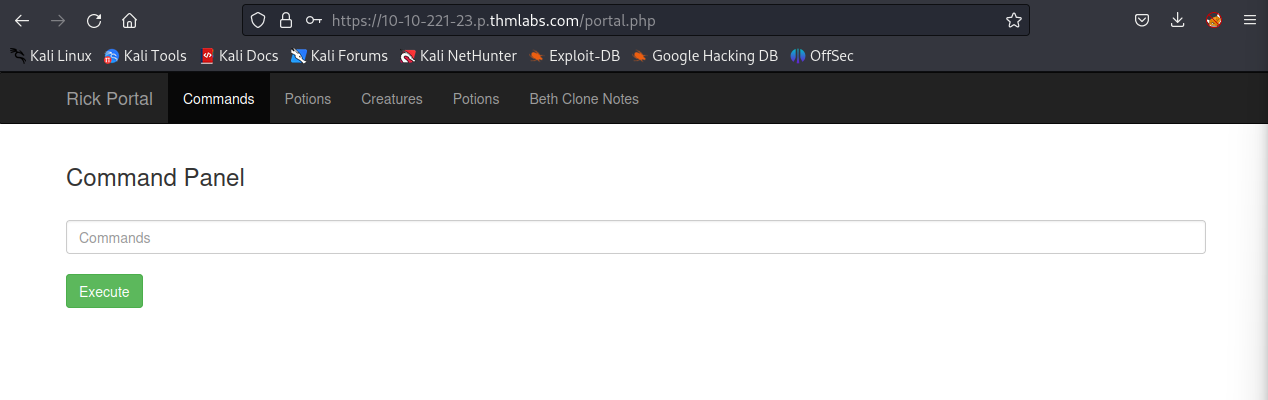 https://10-10-221-23.p.thmlabs.com/portal.php
Kali Linux Kali Tools Kali Docs Kali Forums Kali NetHunter Exploit-DB Google Hacking DB OffSec
Rick Portal Commands Potions Creatures Potions Beth Clone Notes
Command Panel
Commands
Execute